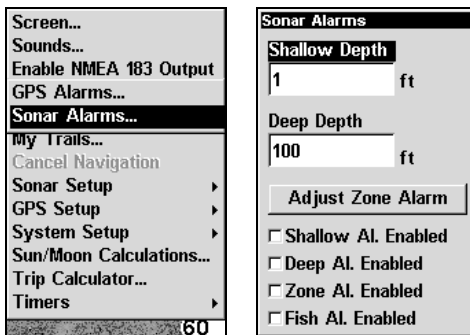 Screen...
Sounds...
Enable NMEA 183 Output
GPS Alarms...
Sonar Alarms...
My Trails...
Cancel Navigation
Sonar Setup
GPS Setup
System Setup
Sun/Moon Calculations...
Trip Calculator...
Timers
60
Sonar Alarms
Shallow Depth
1 ft
Deep Depth
100 ft
Adjust Zone Alarm
Shallow Al. Enabled
Deep Al. Enabled
Zone Al. Enabled
Fish Al. Enabled